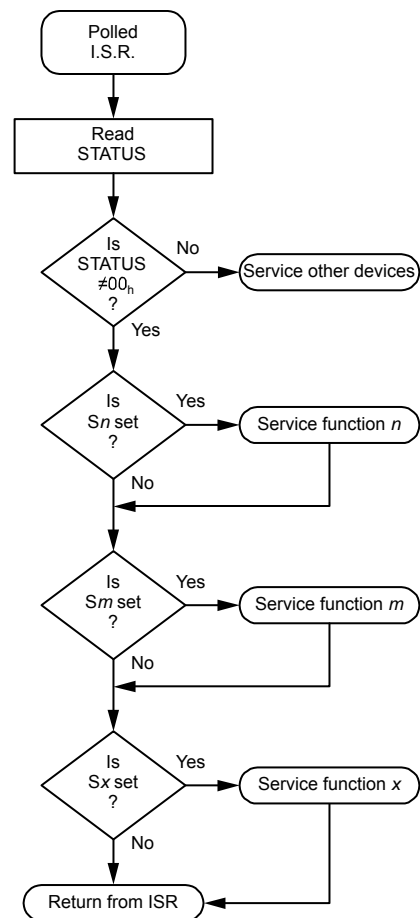 Polled
I.S.R.
Read
STATUS
Is
STATUS
≠00h
?
No
Service other devices
Yes
Is
Sn set
?
Yes
Service function n
No
Is
Sm set
?
Yes
Service function m
No
Is
Sx set
?
Yes
Service function x
No
Return from ISR